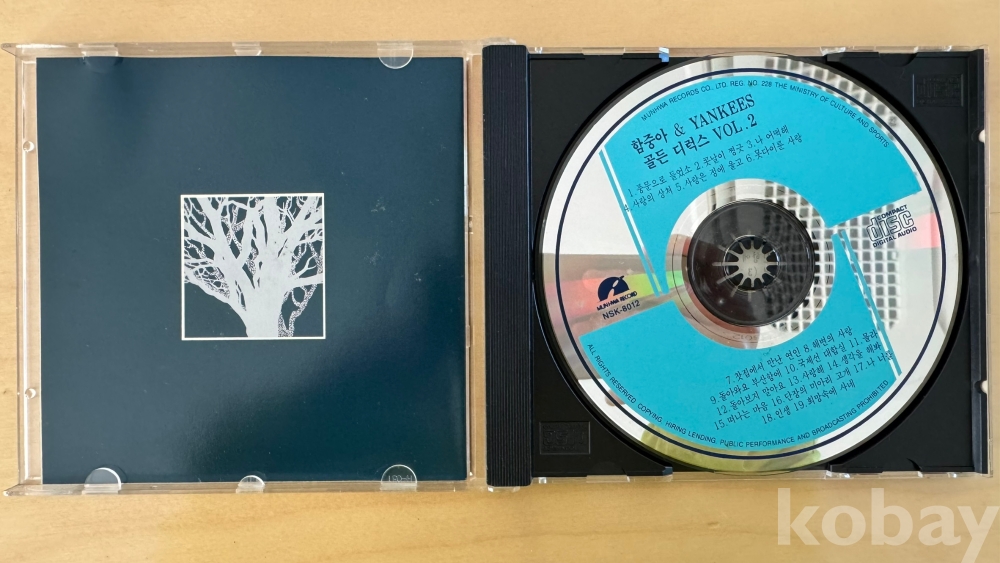 MUNHWA RECORDS CO., LTD. REG. NO. 228 THE MINISTRY OF CULTURE AND SPORTS
함중아 & YANKEES
골든 디럭스 VOL.2
1.풍문으로 들었소 2.꽃님이 평국 3.나 어떡해
4.사랑의 상처 5.사랑은 정에 울고 6.못다이룬 사랑
COMPACT
disc
DIGITAL AUDIO
MUNHWA RECORD
NSK-8012
7.찻집에서 만난 연인 8.해변의 사랑
9.돌아와요 부산항에 10.국제선 대합실 11.몰라
12.돌아보지 말아요 13.사랑해 14.생각을 해봐
15.떠나는 마음 16.단장의 미아리 고개 17.나 너를
18.인생 19.희망속에 사네
ALL RIGHTS RESERVED. COPYING, HIRING LENDING, PUBLIC PERFORMANCE AND BROADCASTING PROHIBITED
kobay